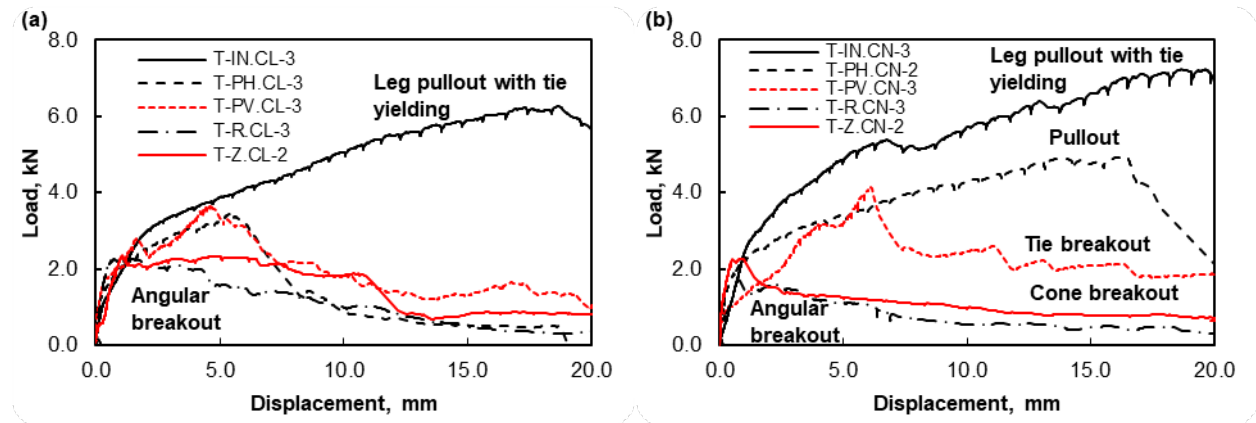 (a)
8.0
6.0
4.0
2.0
0.0
Load, kN
T-IN.CL-3
T-PH.CL-3
T-PV.CL-3
T-R.CL-3
T-Z.CL-2
Leg pullout with tie
yielding
Angular
breakout
0.0 5.0 10.0 15.0 20.0
Displacement, mm
(b)
8.0
6.0
4.0
2.0
0.0
Load, kN
T-IN.CN-3
T-PH.CN-2
T-PV.CN-3
T-R.CN-3
T-Z.CN-2
Leg pullout with tie
yielding
Pullout
Tie breakout
Cone breakout
Angular
breakout
0.0 5.0 10.0 15.0 20.0
Displacement, mm